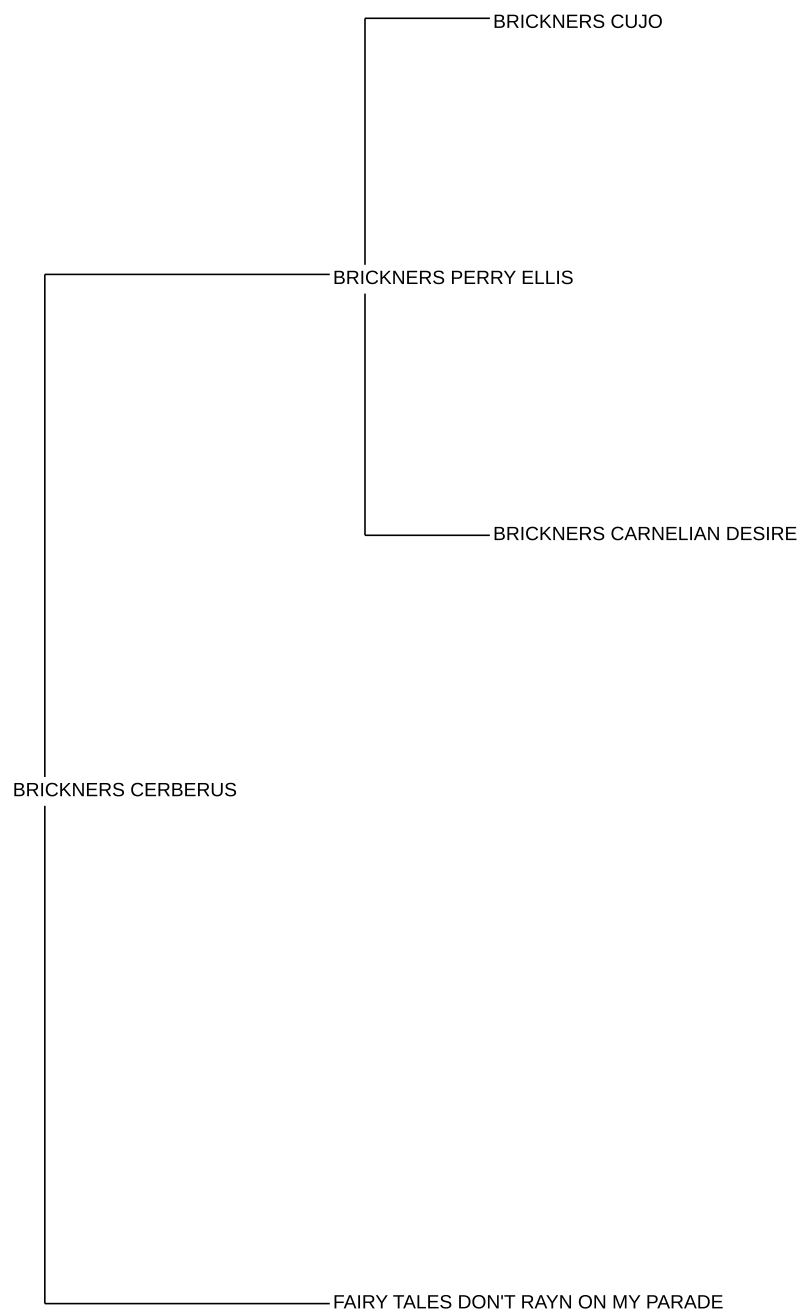 BRICKNERS CUJO
BRICKNERS PERRY ELLIS
BRICKNERS CARNELIAN DESIRE
BRICKNERS CERBERUS
FAIRY TALES DON'T RAYN ON MY PARADE